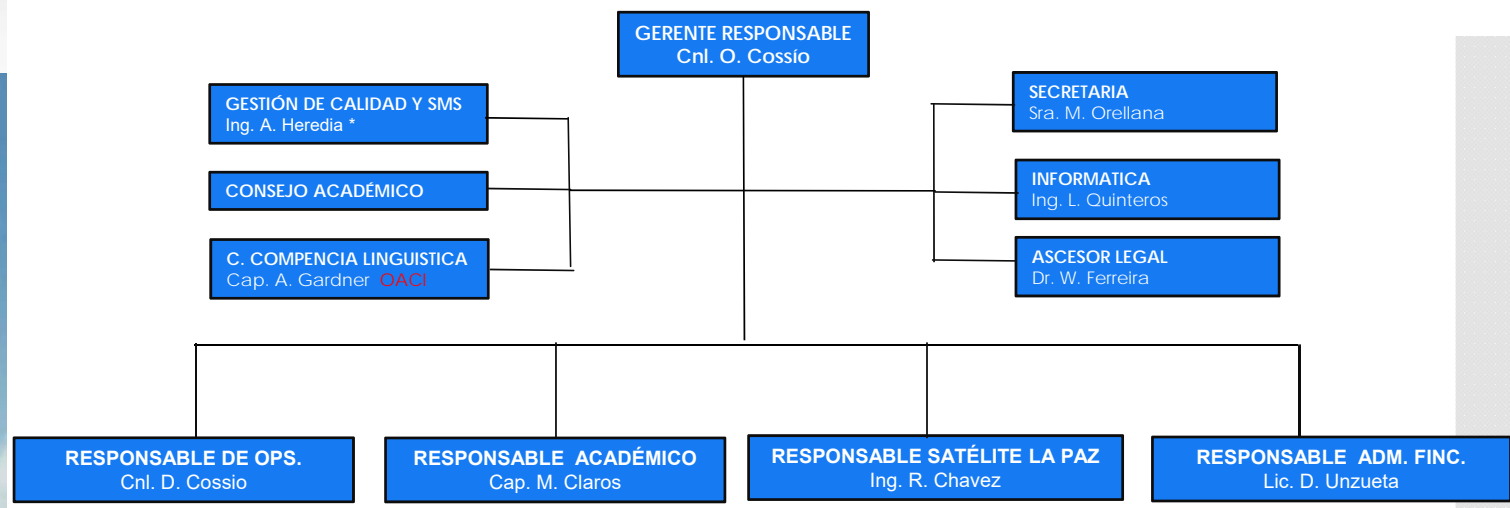 GERENTE RESPONSABLE
Cnl. O. Cossío
GESTIÓN DE CALIDAD Y SMS
Ing. A. Heredia *
CONSEJO ACADÉMICO
C. COMPENCIA LINGUISTICA
Cap. A. Gardner OACI
SECRETARIA
Sra. M. Orellana
INFORMATICA
Ing. L. Quinteros
ASCESOR LEGAL
Dr. W. Ferreira
RESPONSABLE DE OPS.
Cnl. D. Cossio
RESPONSABLE ACADÉMICO
Cap. M. Claros
RESPONSABLE SATÉLITE LA PAZ
Ing. R. Chavez
RESPONSABLE ADM. FINC.
Lic. D. Unzueta